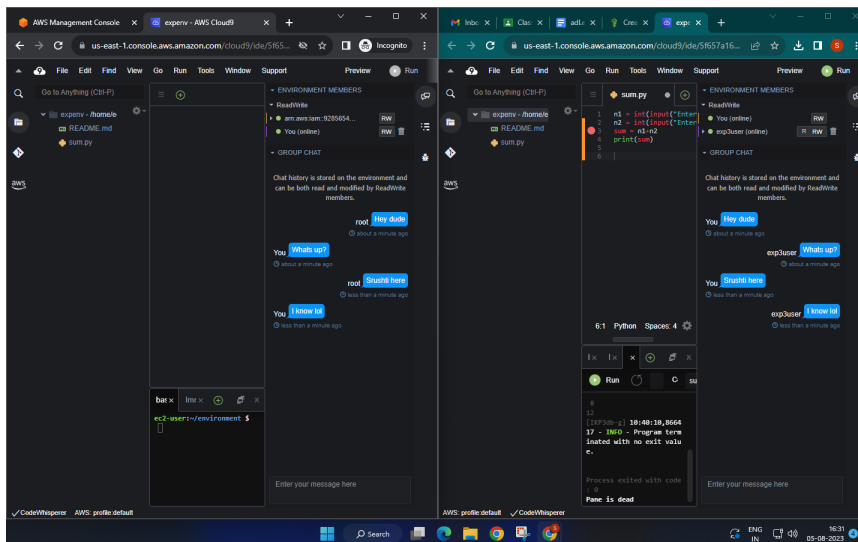 AWS Management Console
expenv - AWS Cloud9
us-east-1.console.aws.amazon.com/cloud9/ide/5f65...
Incognito
File Edit Find View Go Run Tools Window Support Preview Run
Go to Anything (Ctrl-P)
expenv - /home/e
README.md
sum.py
aws
ENVIRONMENT MEMBERS
ReadWrite
arn:aws:iam::9285654... RW
You (online) RW
GROUP CHAT
Chat history is stored on the environment and
can be both read and modified by ReadWrite
members.
root Hey dude
about a minute ago
You Whats up?
about a minute ago
root Srushti here
less than a minute ago
You I know lol
less than a minute ago
ec2-user:~/environment $
Enter your message here
CodeWhisperer AWS: profile:default
Inbo
Clas
adl.
Crec
exp
us-east-1.console.aws.amazon.com/cloud9/ide/5f657a16...
S
File Edit Find View Go Run Tools Window Support Preview Run
Go to Anything (Ctrl-P)
expenv - /home/e
README.md
sum.py
aws
sum.py
1 n1 = int(input("Enter
2 n2 = int(input("Enter
3 sum = n1+n2
4 print(sum)
5
6
6:1 Python Spaces: 4
Run
su
8
12
[IKP3db-g] 10:40:10,8664
17 - INFO - Program term
inated with no exit valu
e.
Process exited with code
: 0
Pane is dead
ENVIRONMENT MEMBERS
ReadWrite
You (online) RW
exp3user (online) R RW
GROUP CHAT
Chat history is stored on the environment and
can be both read and modified by ReadWrite
members.
You Hey dude
about a minute ago
exp3user Whats up?
about a minute ago
You Srushti here
less than a minute ago
exp3user I know lol
less than a minute ago
Enter your message here
AWS: profile:default CodeWhisperer
Search
ENG
IN
16:31
05-08-2023